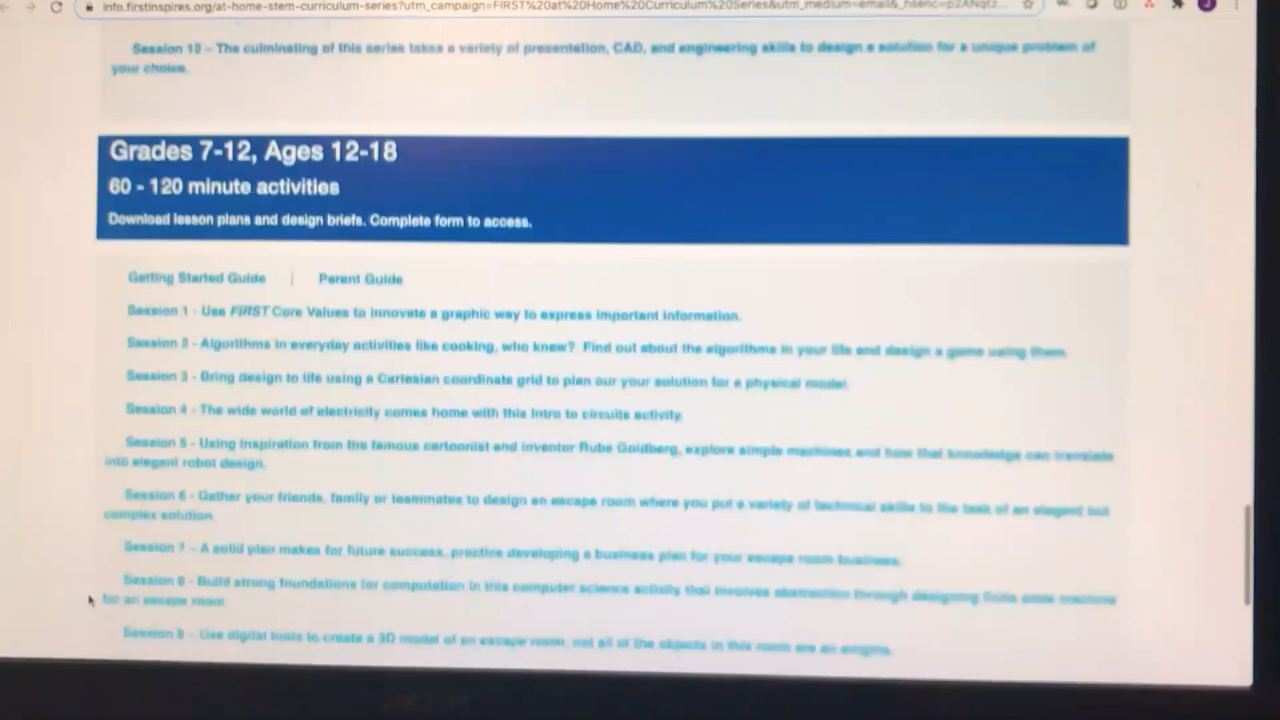 info.firstinspires.org/at-home-stem-curriculum-series?utm_campaign=FIRST%20at%20Home%20Curriculum%20Series&utm_medium=email&_hsenc=p2ANqtz...
Session 12 - The culminating of this series takes a variety of presentation, CAD, and engineering skills to design a solution for a unique problem of
your choice.
Grades 7-12, Ages 12-18
60 - 120 minute activities
Download lesson plans and design briefs. Complete form to access.
Getting Started Guide | Parent Guide
Session 1 - Use FIRST Core Values to innovate a graphic way to express important information.
Session 2 - Algorithms in everyday activities like cooking, who knew? Find out about the algorithms in your life and design a game using them.
Session 3 - Bring design to life using a Cartesian coordinate grid to plan our your solution for a physical model.
Session 4 - The wide world of electricity comes home with this intro to circuits activity.
Session 5 - Using inspiration from the famous cartoonist and inventor Rube Goldberg, explore simple machines and how that knowledge can translate
into elegant robot design.
Session 6 - Gather your friends, family or teammates to design an escape room where you put a variety of technical skills to the task of an elegant but
complex solution.
Session 7 - A solid plan makes for future success, practice developing a business plan for your escape room business.
Session 8 - Build strong foundations for computation in this computer science activity that involves abstraction through designing finite state machine
for an escape room.
Session 9 - Use digital tools to create a 3D model of an escape room, not all of the objects in this room are an enigma.